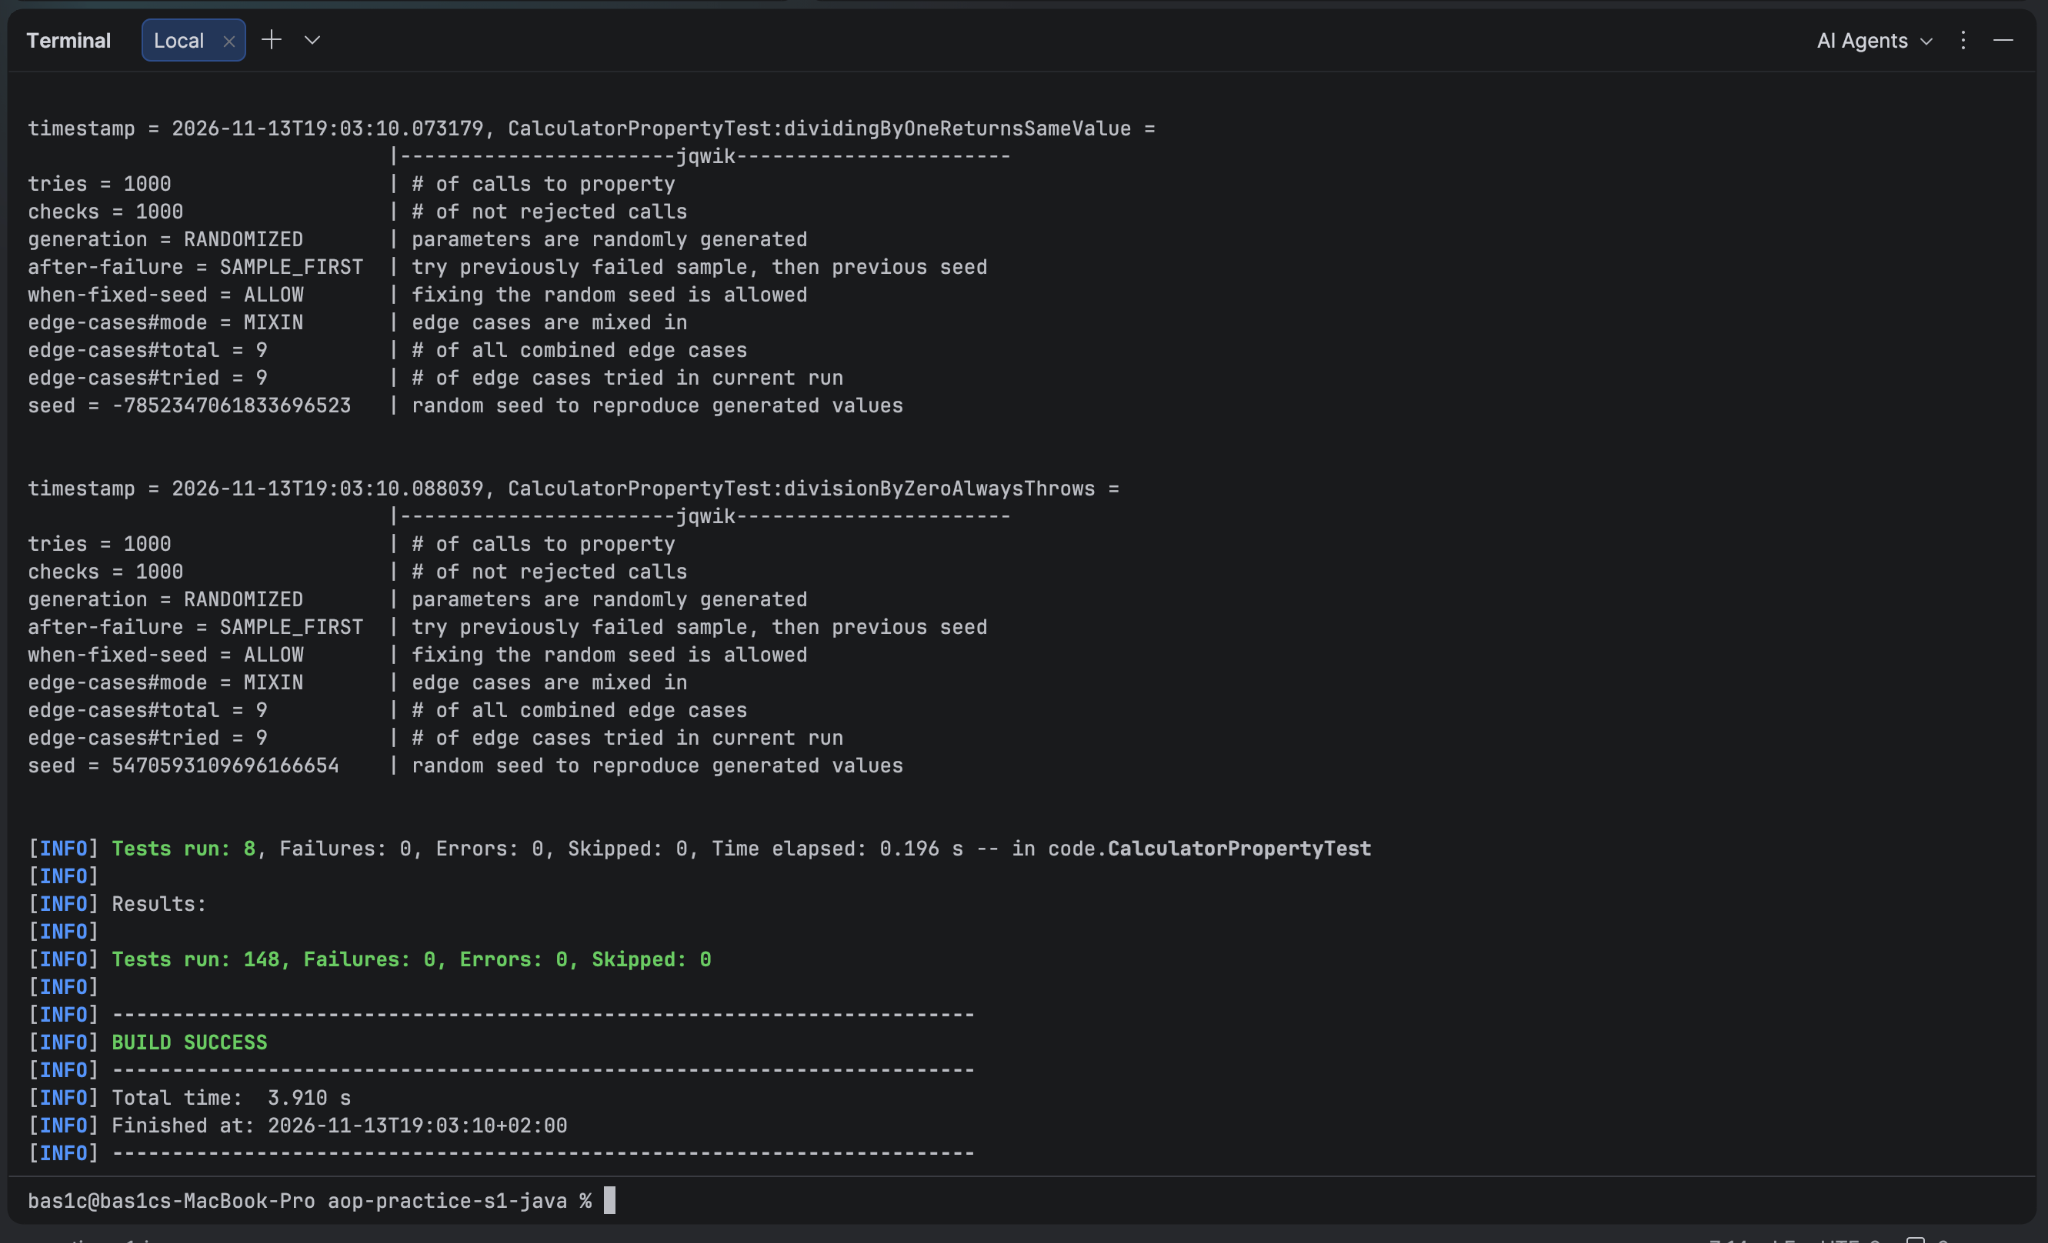 Terminal Local AI Agents
timestamp = 2026-11-13T19:03:10.073179, CalculatorPropertyTest:dividingByOneReturnsSameValue =
|-----------------------jqwik-----------------------
tries = 1000 | # of calls to property
checks = 1000 | # of not rejected calls
generation = RANDOMIZED | parameters are randomly generated
after-failure = SAMPLE_FIRST | try previously failed sample, then previous seed
when-fixed-seed = ALLOW | fixing the random seed is allowed
edge-cases#mode = MIXIN | edge cases are mixed in
edge-cases#total = 9 | # of all combined edge cases
edge-cases#tried = 9 | # of edge cases tried in current run
seed = -7852347061833696523 | random seed to reproduce generated values
timestamp = 2026-11-13T19:03:10.088039, CalculatorPropertyTest:divisionByZeroAlwaysThrows =
|-----------------------jqwik-----------------------
tries = 1000 | # of calls to property
checks = 1000 | # of not rejected calls
generation = RANDOMIZED | parameters are randomly generated
after-failure = SAMPLE_FIRST | try previously failed sample, then previous seed
when-fixed-seed = ALLOW | fixing the random seed is allowed
edge-cases#mode = MIXIN | edge cases are mixed in
edge-cases#total = 9 | # of all combined edge cases
edge-cases#tried = 9 | # of edge cases tried in current run
seed = 5470593109696166654 | random seed to reproduce generated values
[INFO] Tests run: 8, Failures: 0, Errors: 0, Skipped: 0, Time elapsed: 0.196 s -- in code.CalculatorPropertyTest
[INFO]
[INFO] Results:
[INFO]
[INFO] Tests run: 148, Failures: 0, Errors: 0, Skipped: 0
[INFO]
[INFO] ------------------------------------------------------------------------
[INFO] BUILD SUCCESS
[INFO] ------------------------------------------------------------------------
[INFO] Total time:  3.910 s
[INFO] Finished at: 2026-11-13T19:03:10+02:00
[INFO] ------------------------------------------------------------------------
bas1c@bas1cs-MacBook-Pro aop-practice-s1-java %